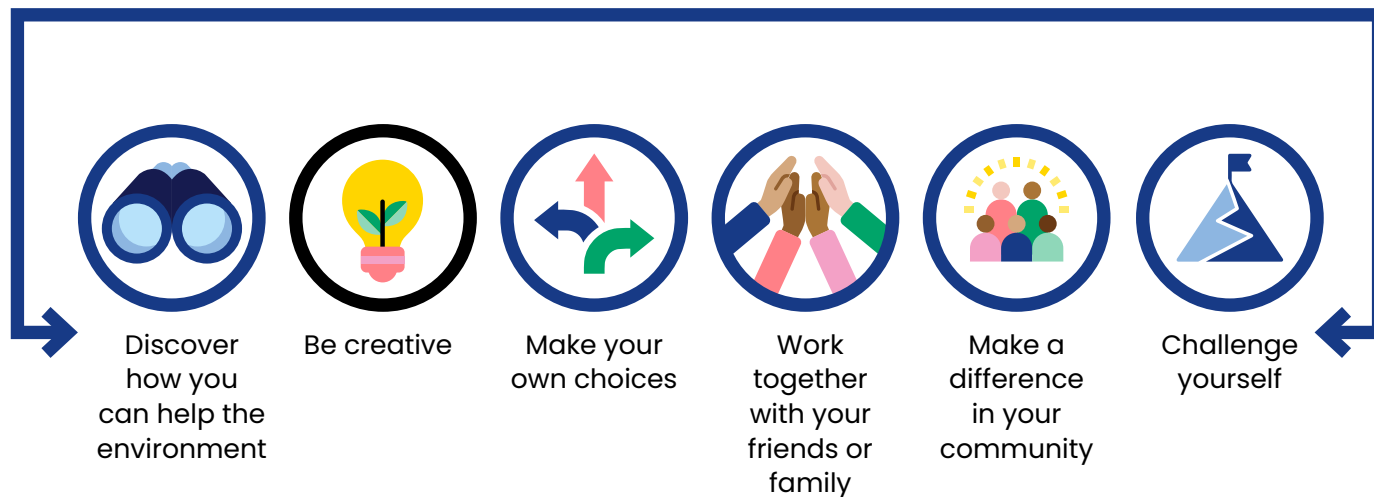 Discover
how you
can help the
environment
Be creative
Make your
own choices
Work
together
with your
friends or
family
Make a
difference
in your
community
Challenge
yourself